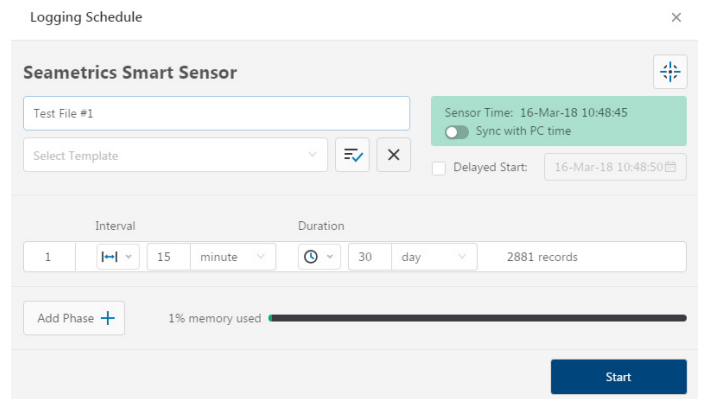 Logging Schedule
Seametrics Smart Sensor
Test File #1
Sensor Time: 16-Mar-18 10:48:45
Sync with PC time
Select Template
Delayed Start:
16-Mar-18 10:48:50
Interval
Duration
1
15
minute
30
day
2881 records
Add Phase
1% memory used
Start